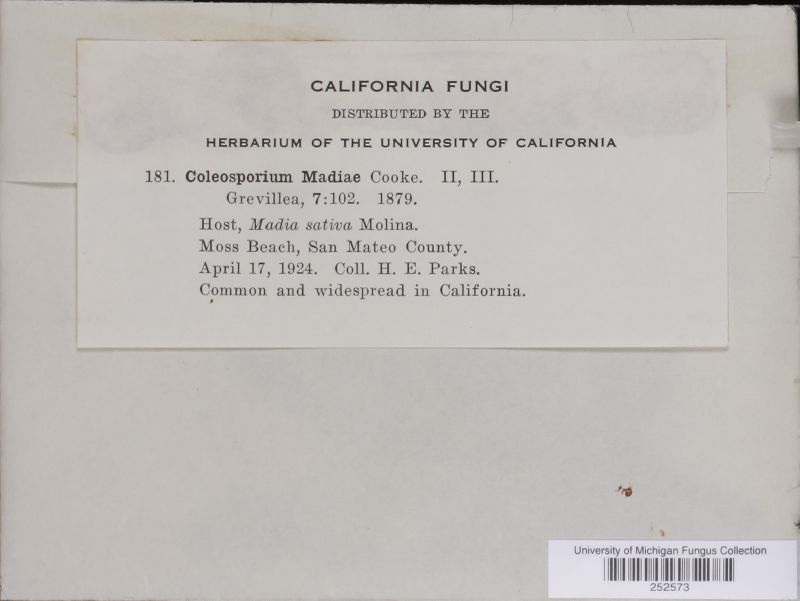 CALIFORNIA FUNGI
DISTRIBUTED BY THE
HERBARIUM OF THE UNIVERSITY OF CALIFORNIA
181. Coleosporium Madiae Cooke. II, III.
Grevillea, 7:102. 1879.
Host, Madia sativa Molina.
Moss Beach, San Mateo County.
April 17, 1924. Coll. H. E. Parks.
Common and widespread in California.
University of Michigan Fungus Collection
252573